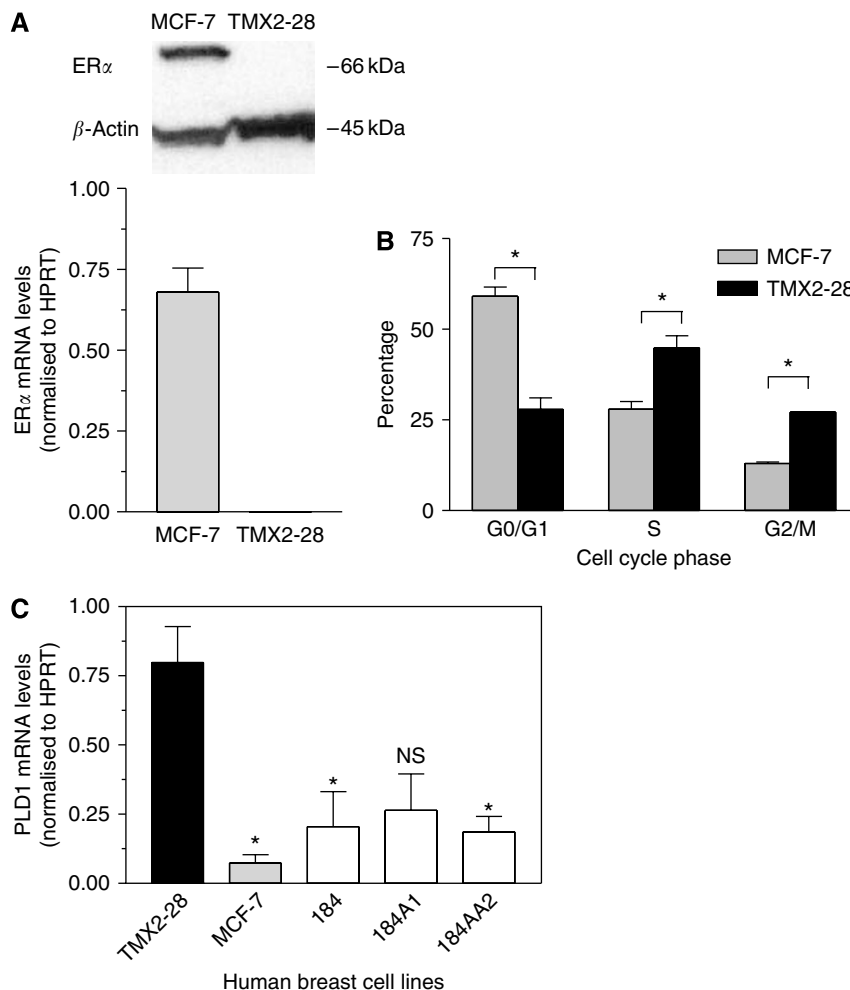 A
MCF-7 TMX2-28
ERα
–66 kDa
β-Actin
–45 kDa
1.00
0.75
0.50
0.25
0.00
ERα mRNA levels
(normalised to HPRT)
MCF-7 TMX2-28
B
75
50
25
0
Percentage
MCF-7
TMX2-28
*
*
*
G0/G1 S G2/M
Cell cycle phase
C
1.00
0.75
0.50
0.25
0.00
PLD1 mRNA levels
(normalised to HPRT)
*
*
NS
*
TMX2-28
MCF-7
184
184A1
184AA2
Human breast cell lines